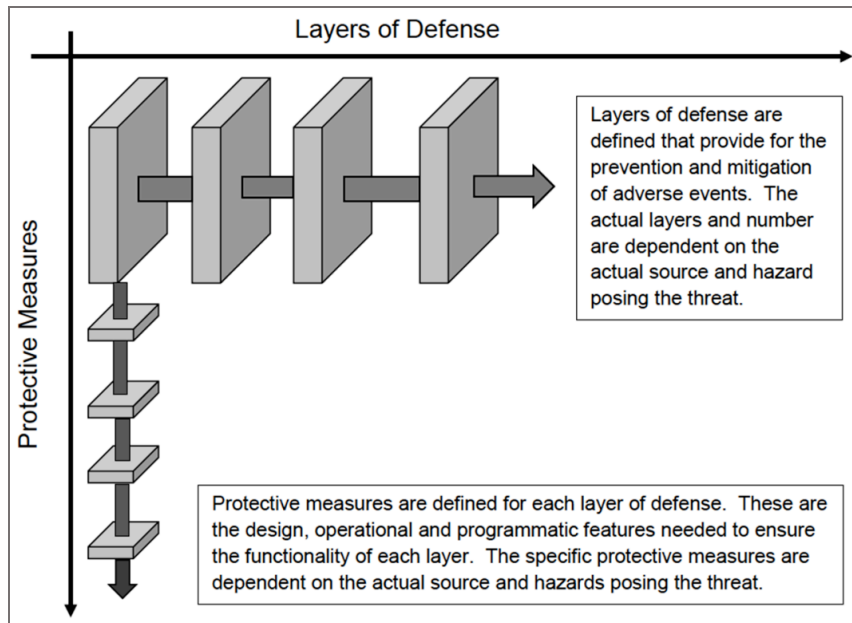 Layers of Defense
Protective Measures
Layers of defense are
defined that provide for the
prevention and mitigation
of adverse events.  The
actual layers and number
are dependent on the
actual source and hazard
posing the threat.
Protective measures are defined for each layer of defense.  These are
the design, operational and programmatic features needed to ensure
the functionality of each layer.  The specific protective measures are
dependent on the actual source and hazards posing the threat.